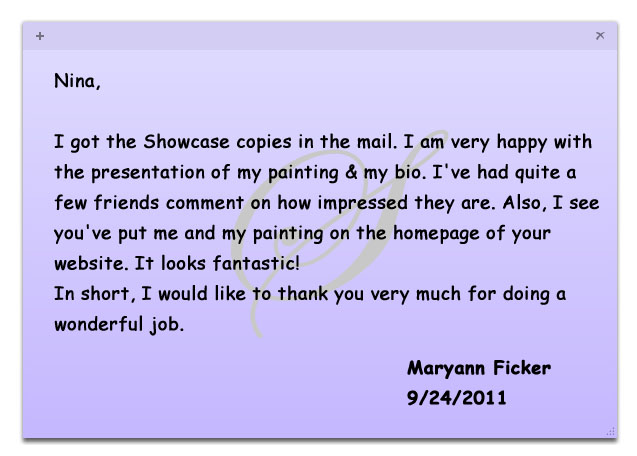 Nina,
I got the Showcase copies in the mail. I am very happy with
the presentation of my painting & my bio. I've had quite a
few friends comment on how impressed they are. Also, I see
you've put me and my painting on the homepage of your
website. It looks fantastic!
In short, I would like to thank you very much for doing a
wonderful job.
Maryann Ficker
9/24/2011